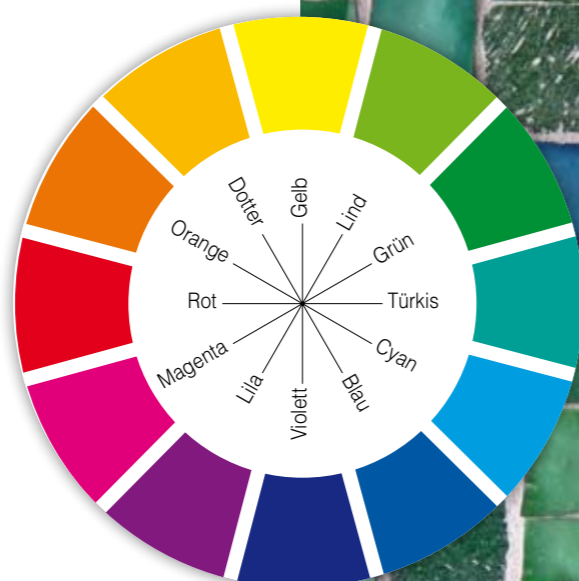 Gelb
Lind
Grün
Türkis
Cyan
Blau
Violett
Lila
Magenta
Rot
Orange
Dotter